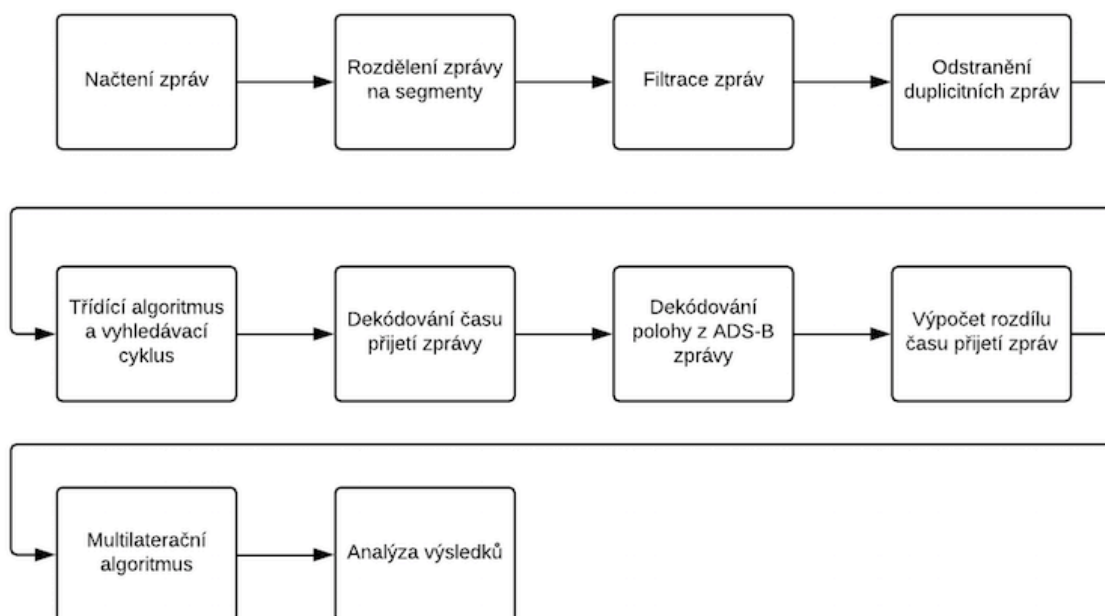 Načtení zpráv
Rozdělení zprávy
na segmenty
Filtrace zpráv
Odstranění
duplicitních zpráv
Třídící algoritmus
a vyhledávací
cyklus
Dekódování času
přijetí zprávy
Dekódování
polohy z ADS-B
zprávy
Výpočet rozdílu
času přijetí zpráv
Multilaterační
algoritmus
Analýza výsledků